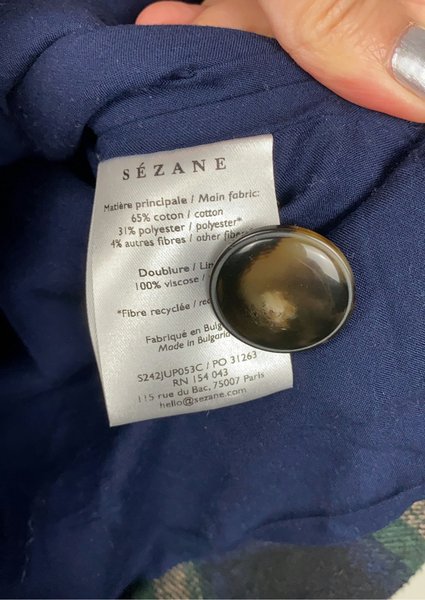 SÉZANE
Matière principale / Main fabric:
65% coton / cotton
31% polyester / polyester*
4% autres fibres / other
Doublure /
100% viscose /
*Fibre recyclée /
Fabriqué en
Made in Bulgaria
S242JUP053C / PO 31263
RN 154 043
115 rue du Bac, 75007 Paris
hello@sezane.com